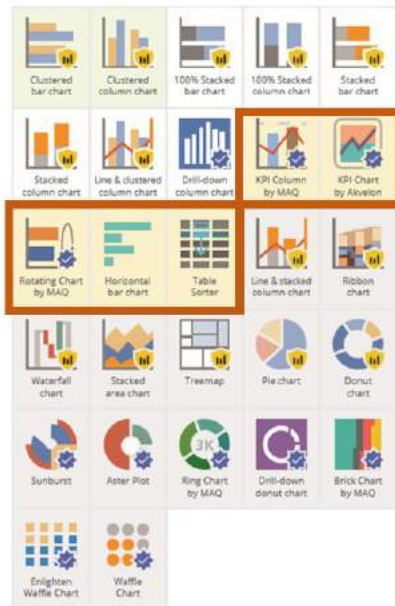 Clustered
bar chart
Clustered
column chart
100% Stacked
bar chart
100% Stacked
column chart
Stacked
bar chart
Stacked
column chart
Line & clustered
column chart
Drill-down
column chart
KPI Column
by MAQ
KPI Chart
by Akvelon
Rotating Chart
by MAQ
Horizontal
bar chart
Table
Sorter
Line & stacked
column chart
Ribbon
chart
Waterfall
chart
Stacked
area chart
Treemap
Pie chart
Donut
chart
Sunburst
Aster Plot
3K
Ring Chart
by MAQ
Drill-down
donut chart
Brick Chart
by MAQ
Enlighten
Waffle Chart
Waffle
Chart